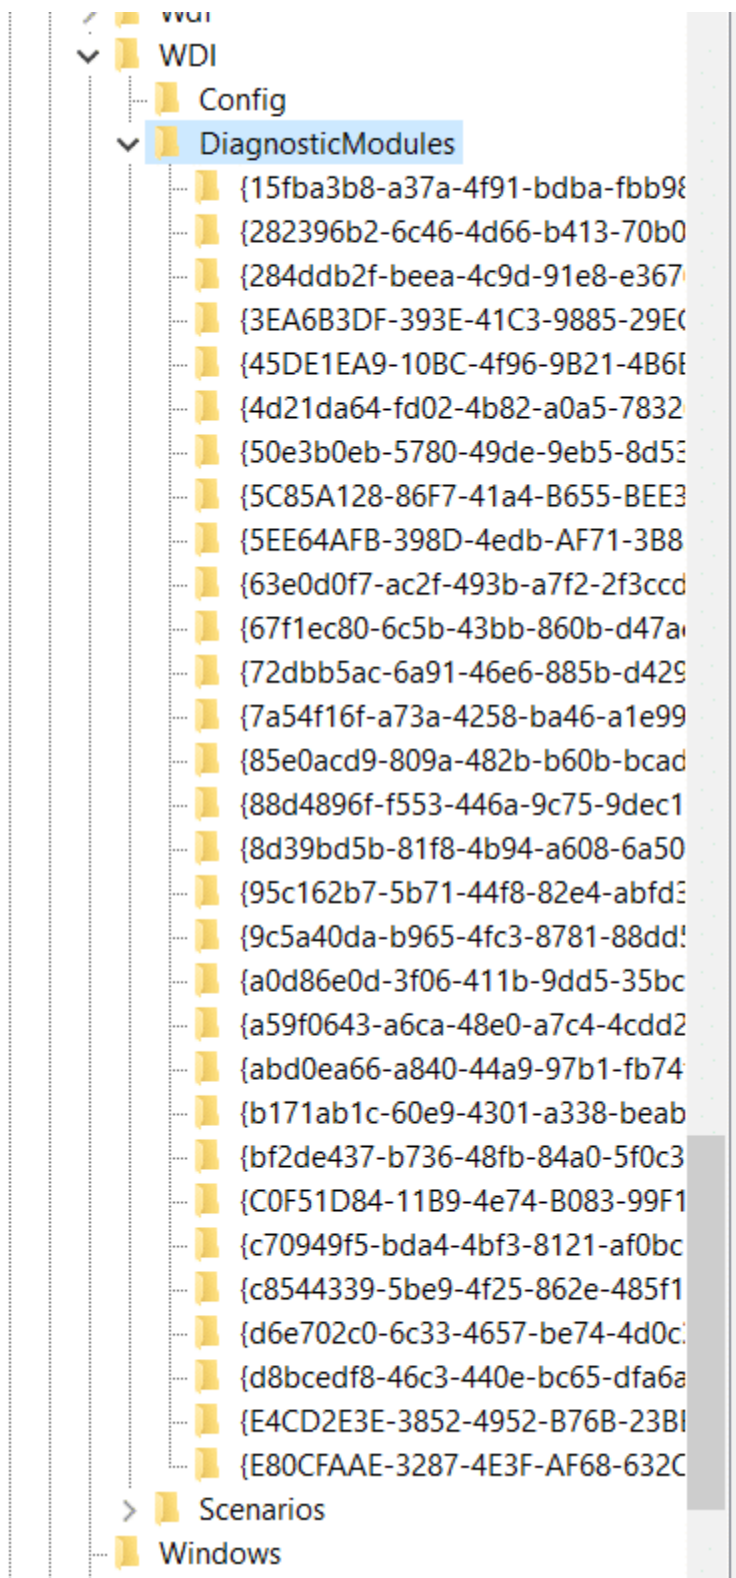 WDI
Config
DiagnosticModules
{15fba3b8-a37a-4f91-bdba-fbb98
{282396b2-6c46-4d66-b413-70b0
{284ddb2f-beea-4c9d-91e8-e367
{3EA6B3DF-393E-41C3-9885-29E
{45DE1EA9-10BC-4f96-9B21-4B6
{4d21da64-fd02-4b82-a0a5-7832
{50e3b0eb-5780-49de-9eb5-8d53
{5C85A128-86F7-41a4-B655-BEE3
{5EE64AFB-398D-4edb-AF71-3B8
{63e0d0f7-ac2f-493b-a7f2-2f3ccd
{67f1ec80-6c5b-43bb-860b-d47a
{72dbb5ac-6a91-46e6-885b-d429
{7a54f16f-a73a-4258-ba46-a1e99
{85e0acd9-809a-482b-b60b-bcad
{88d4896f-f553-446a-9c75-9dec1
{8d39bd5b-81f8-4b94-a608-6a50
{95c162b7-5b71-44f8-82e4-abfd3
{9c5a40da-b965-4fc3-8781-88dd
{a0d86e0d-3f06-411b-9dd5-35bc
{a59f0643-a6ca-48e0-a7c4-4cdd2
{abd0ea66-a840-44a9-97b1-fb74
{b171ab1c-60e9-4301-a338-beab
{bf2de437-b736-48fb-84a0-5f0c3
{C0F51D84-11B9-4e74-B083-99F1
{c70949f5-bda4-4bf3-8121-af0bc
{c8544339-5be9-4f25-862e-485f1
{d6e702c0-6c33-4657-be74-4d0c
{d8bcedf8-46c3-440e-bc65-dfa6a
{E4CD2E3E-3852-4952-B76B-23B
{E80CFAAE-3287-4E3F-AF68-632C
Scenarios
Windows